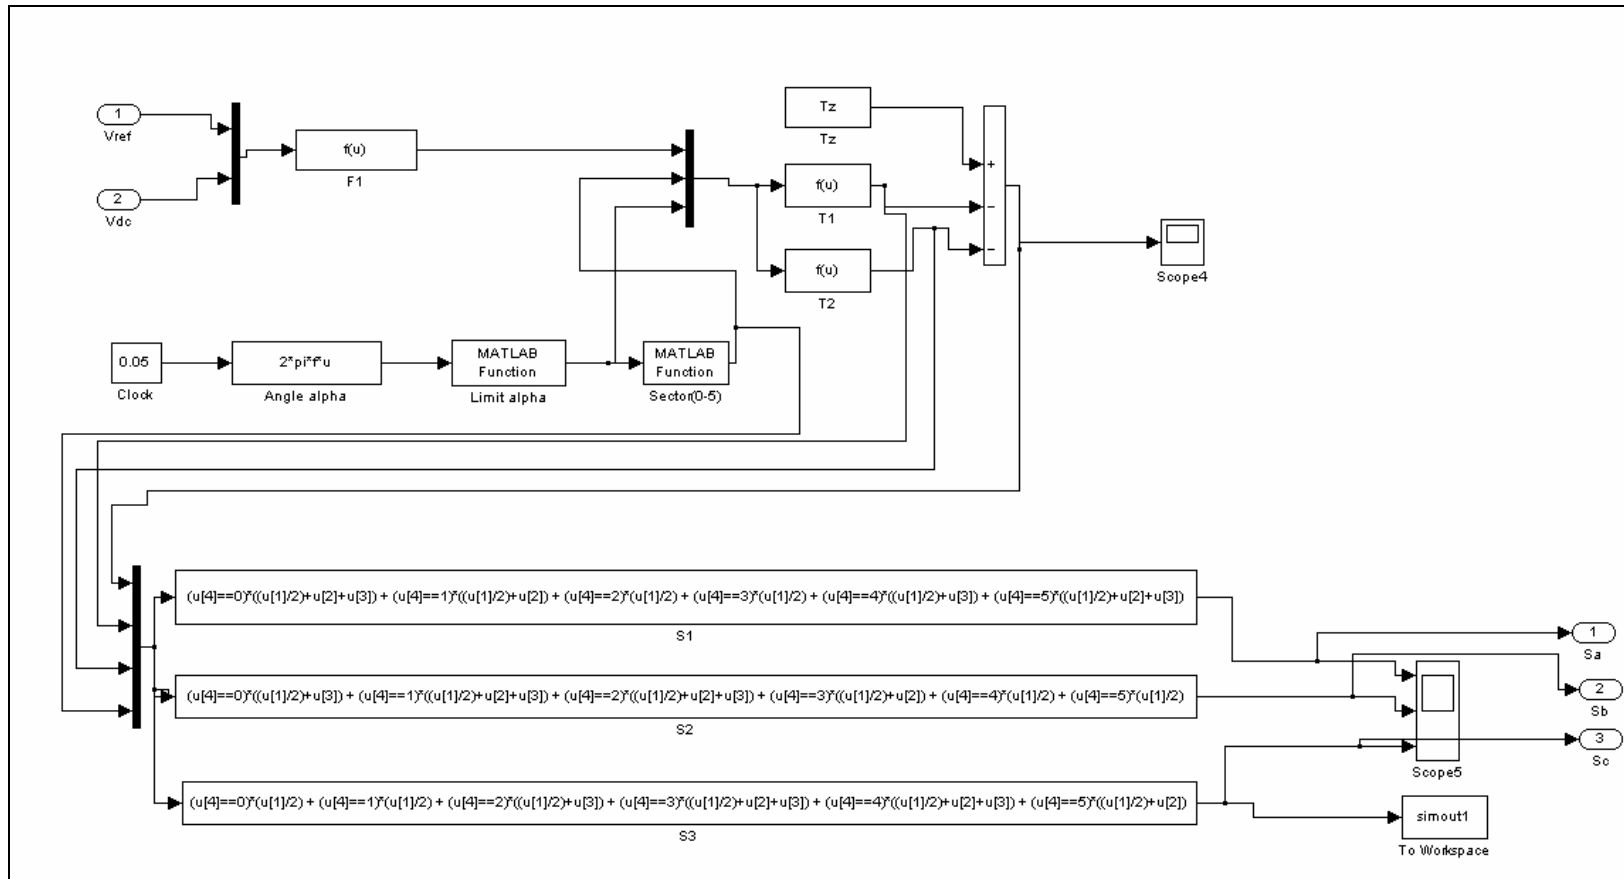 1
Vref
2
Vdc
f(u)
F1
Tz
Tz
+
f(u)
T1
−
−
f(u)
T2
Scope4
0.05
Clock
2*pi*f*u
Angle alpha
MATLAB
Function
Limit alpha
MATLAB
Function
Sector(0-5)
(u[4]==0)*((u[1]/2)+u[2]+u[3]) + (u[4]==1)*((u[1]/2)+u[2]) + (u[4]==2)*(u[1]/2) + (u[4]==3)*(u[1]/2) + (u[4]==4)*((u[1]/2)+u[3]) + (u[4]==5)*((u[1]/2)+u[2]+u[3])
S1
1
Sa
(u[4]==0)*((u[1]/2)+u[3]) + (u[4]==1)*((u[1]/2)+u[2]+u[3]) + (u[4]==2)*((u[1]/2)+u[2]+u[3]) + (u[4]==3)*((u[1]/2)+u[2]) + (u[4]==4)*(u[1]/2) + (u[4]==5)*(u[1]/2)
S2
2
Sb
3
Sc
Scope5
(u[4]==0)*(u[1]/2) + (u[4]==1)*(u[1]/2) + (u[4]==2)*((u[1]/2)+u[3]) + (u[4]==3)*((u[1]/2)+u[2]+u[3]) + (u[4]==4)*((u[1]/2)+u[2]+u[3]) + (u[4]==5)*((u[1]/2)+u[2])
S3
simout1
To Workspace